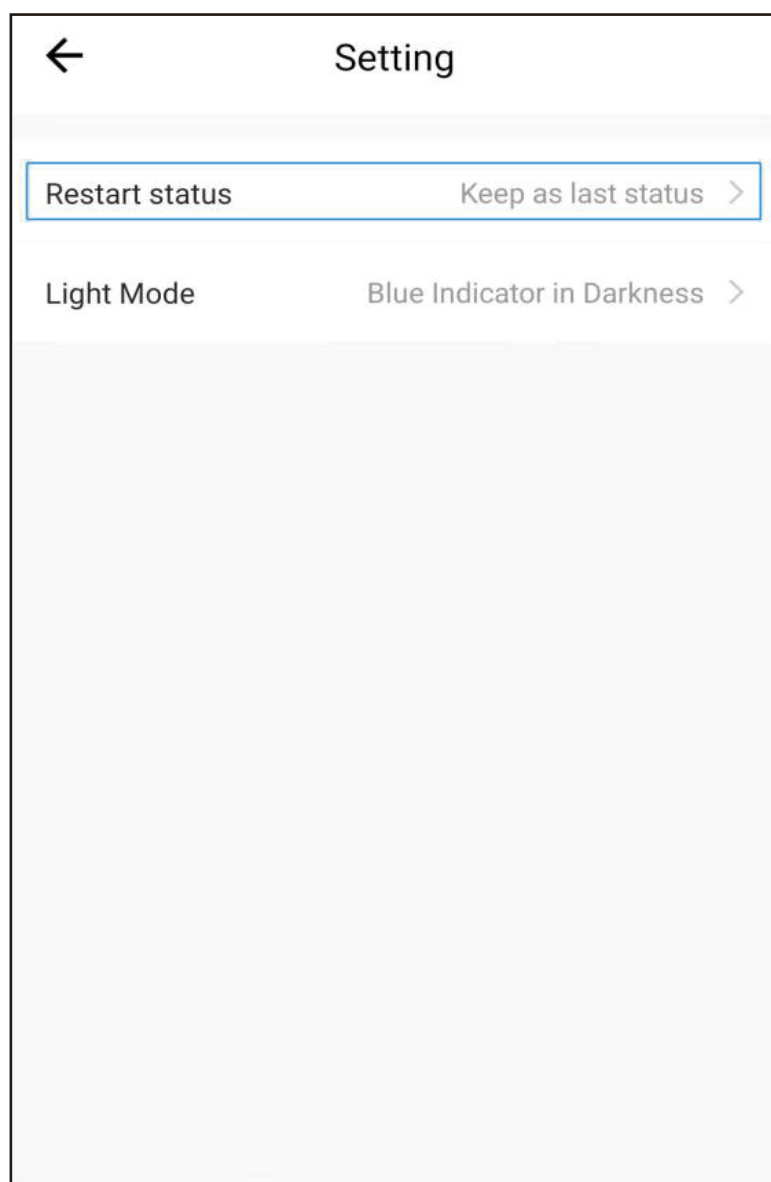 Setting
Restart status Keep as last status
Light Mode Blue Indicator in Darkness